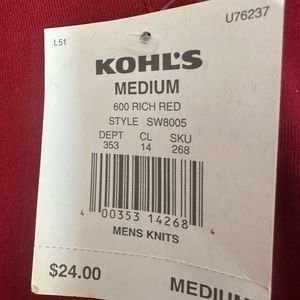 L51 U76237
KOHL'S
MEDIUM
600 RICH RED
STYLE SW8005
DEPT CL SKU
353 14 268
4 00353 14268 4
MENS KNITS
$24.00 MEDIUM